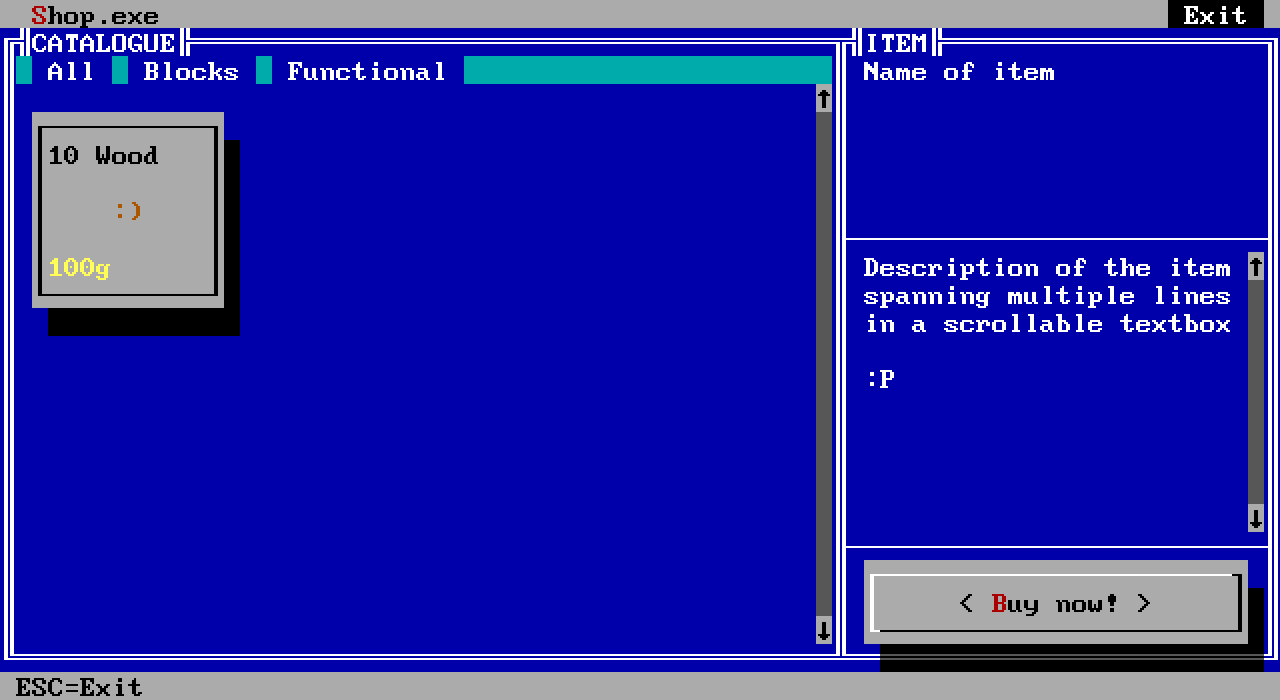 Shop.exe
Exit
CATALOGUE
ITEM
All Blocks Functional
Name of item
10 Wood
:)
100g
Description of the item
spanning multiple lines
in a scrollable textbox
:P
< Buy now! >
ESC=Exit